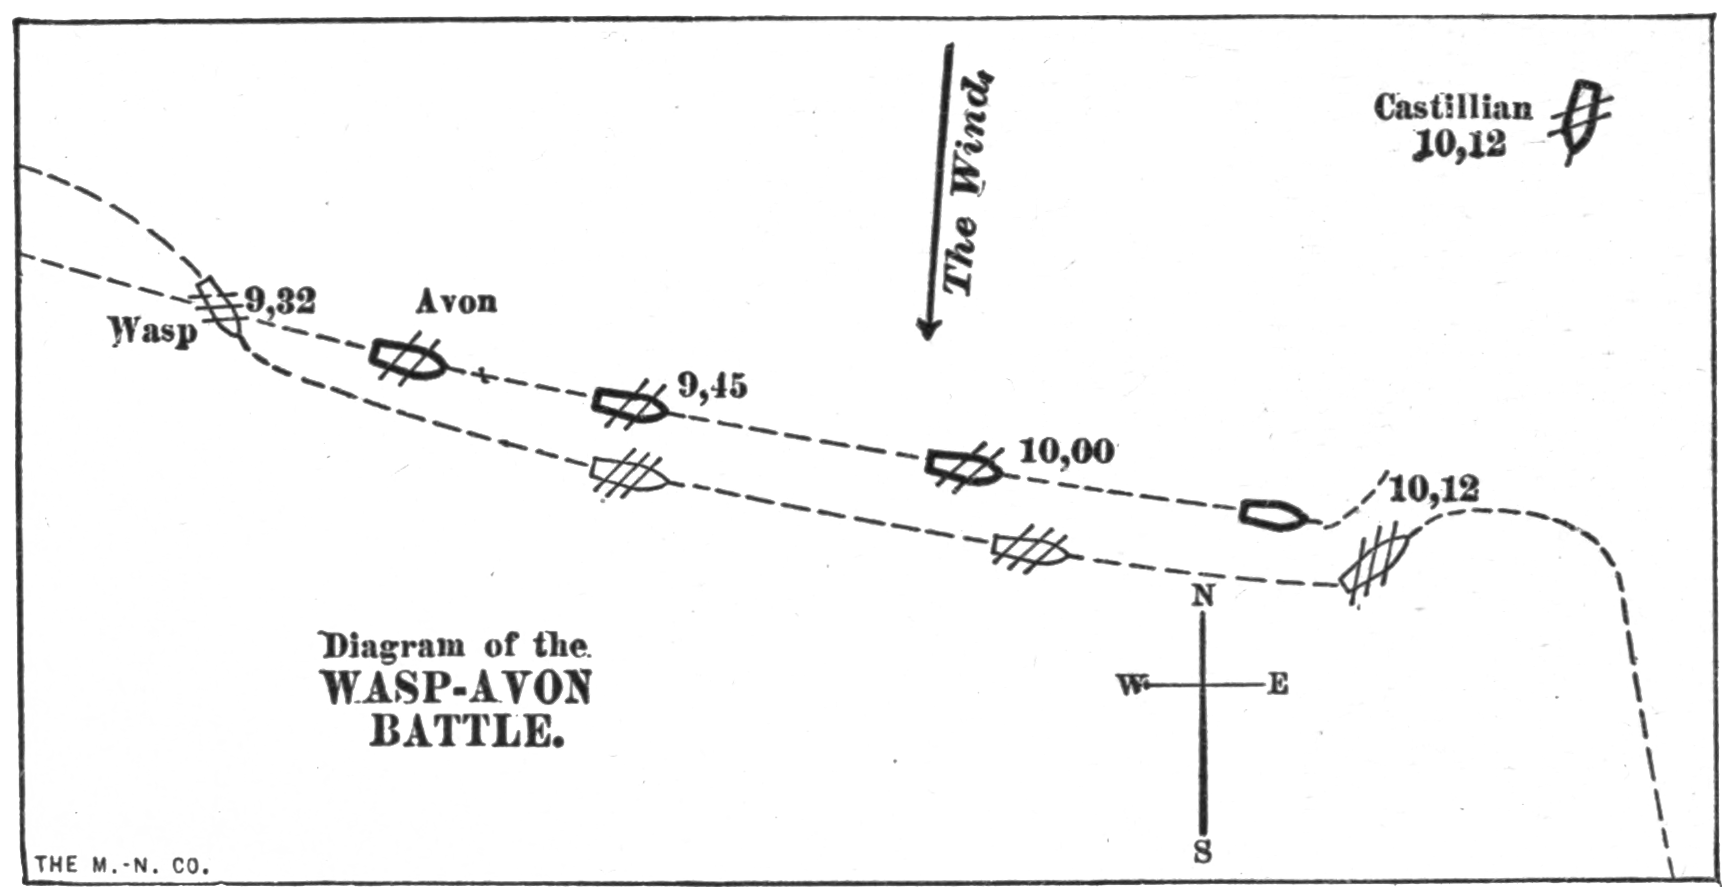 The Wind,
Castillian
10,12
9,32
Wasp
Avon
9,45
10,00
10,12
N
W
E
S
Diagram of the
WASP-AVON
BATTLE.
THE M.-N. CO.